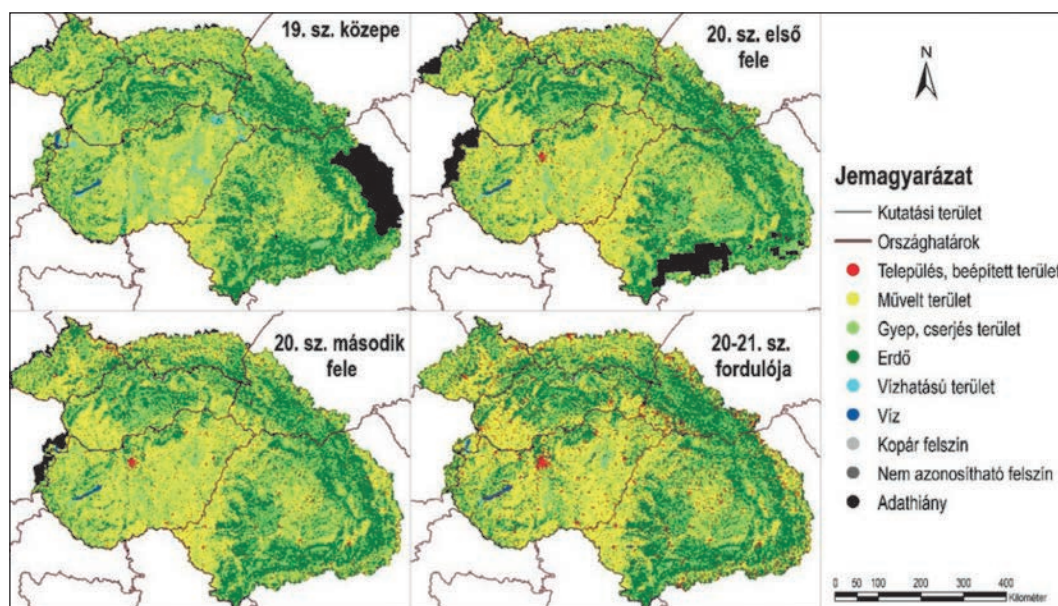 19. sz. közepe
20. sz. első
fele
20. sz. második
fele
20-21. sz.
fordulója
N
Jemagyarázat
Kutatási terület
Országhatárok
Település, beépített terület
Művelt terület
Gyep, cserjés terület
Erdő
Vízhatású terület
Víz
Kopár felszín
Nem azonosítható felszín
Adathiány
0 50 100 200 300 400
Kilométer